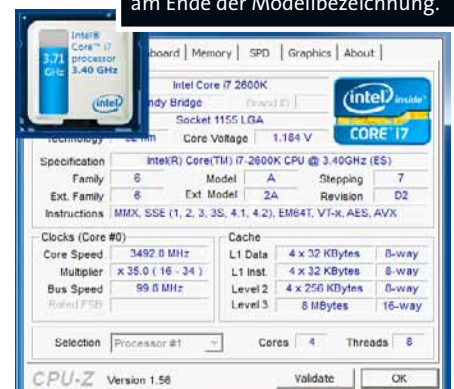 am Ende der Modellbezeichnung.
Intel®
Core™ i7
processor
3.40 GHz
3.71
GHz
intel
board | Memory | SPD | Graphics | About
Intel Core i7 2600K
ndy Bridge Brand ID
Socket 1155 LGA
Technology 32 nm Core Voltage 1.184 V
intel inside™
CORE i7
Specification Intel(R) Core(TM) i7-2600K CPU @ 3.40GHz (ES)
Family 6 Model A Stepping 7
Ext. Family 6 Ext. Model 2A Revision D2
Instructions MMX, SSE (1, 2, 3, 3S, 4.1, 4.2), EM64T, VT-x, AES, AVX
Clocks (Core #0) Cache
Core Speed 3492.0 MHz L1 Data 4 x 32 KBytes 8-way
Multiplier x 35.0 ( 16 - 34 ) L1 Inst. 4 x 32 KBytes 8-way
Bus Speed 99.8 MHz Level 2 4 x 256 KBytes 8-way
Rated FSB Level 3 8 MBytes 16-way
Selection Processor #1 Cores 4 Threads 8
CPU-Z Version 1.56 Validate OK